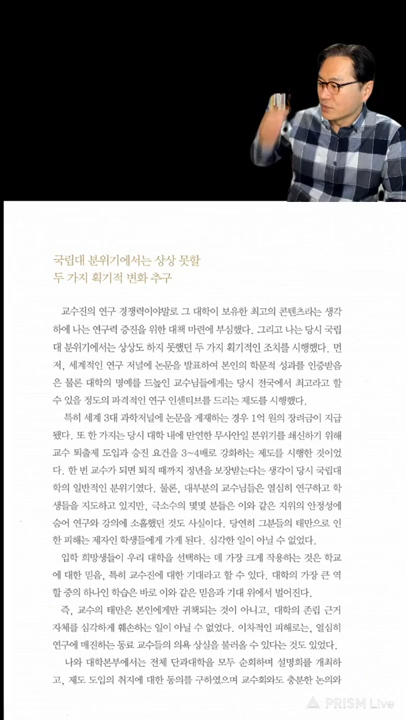 국립대 분위기에서는 상상 못할
두 가지 획기적 변화 추구
교수진의 연구 경쟁력이야말로 그 대학이 보유한 최고의 콘텐츠라는 생각
하에 나는 연구력 증진을 위한 대책 마련에 부심했다. 그리고 나는 당시 국립
대 분위기에서는 상상도 하지 못했던 두 가지 획기적인 조치를 시행했다. 먼
저, 세계적인 연구 저널에 논문을 발표하여 본인의 학문적 성과를 인증받음
은 물론 대학의 명예를 드높인 교수님들에게는 당시 전국에서 최고라고 할
수 있을 정도의 파격적인 연구 인센티브를 드리는 제도를 시행했다.
특히 세계 3대 과학저널에 논문을 게재하는 경우 1억 원의 장려금이 지급
됐다. 또 한 가지는 당시 대학 내에 만연한 무사안일 분위기를 쇄신하기 위해
교수 퇴출제 도입과 승진 요건을 3~4배로 강화하는 제도를 시행한 것이었
다. 한 번 교수가 되면 퇴직 때까지 정년을 보장받는다는 생각이 당시 국립대
학의 일반적인 분위기였다. 물론, 대부분의 교수님들은 열심히 연구하고 학
생들을 지도하고 있지만, 극소수의 몇몇 분들은 이와 같은 지위의 안정성에
숨어 연구와 강의에 소홀했던 것도 사실이다. 당연히 그분들의 태만으로 인
한 피해는 제자인 학생들에게 가게 된다. 심각한 일이 아닐 수 없었다.
입학 희망생들이 우리 대학을 선택하는 데 가장 크게 작용하는 것은 학교
에 대한 믿음, 특히 교수진에 대한 기대라고 할 수 있다. 대학의 가장 큰 역
할 중의 하나인 학습은 바로 이와 같은 믿음과 기대 위에서 벌어진다.
즉, 교수의 태만은 본인에게만 귀책되는 것이 아니고, 대학의 존립 근거
자체를 심각하게 훼손하는 일이 아닐 수 없었다. 이차적인 피해로는, 열심히
연구에 매진하는 동료 교수들의 의욕 상실을 불러올 수 있다는 것도 있었다.
나와 대학본부에서는 전체 단과대학을 모두 순회하며 설명회를 개최하
고, 제도 도입의 취지에 대한 동의를 구하였으며 교수회와도 충분한 논의와
PRISM Live